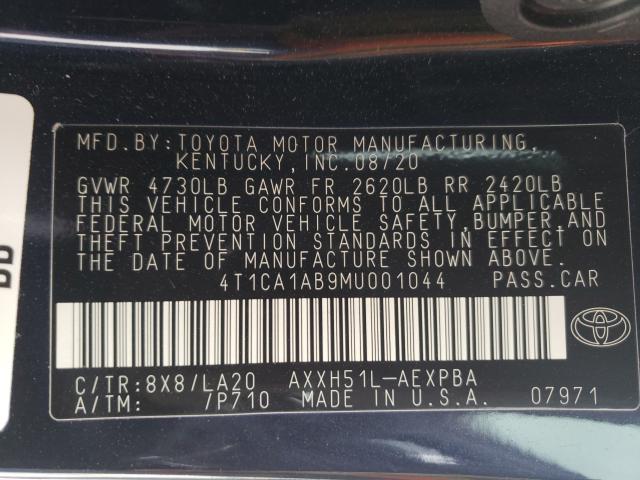 MFD. BY: TOYOTA MOTOR MANUFACTURING,
KENTUCKY, INC. 08/20
GVWR 4730LB GAWR FR 2620LB RR 2420LB
THIS VEHICLE CONFORMS TO ALL APPLICABLE
FEDERAL MOTOR VEHICLE SAFETY, BUMPER, AND
THEFT PREVENTION STANDARDS IN EFFECT ON
THE DATE OF MANUFACTURE SHOWN ABOVE.
4T1CA1AB9MU001044 PASS. CAR
C/TR: 8X8/LA20 AXXH51L-AEXPBA
A/TM: /P710 MADE IN U.S.A. 07971